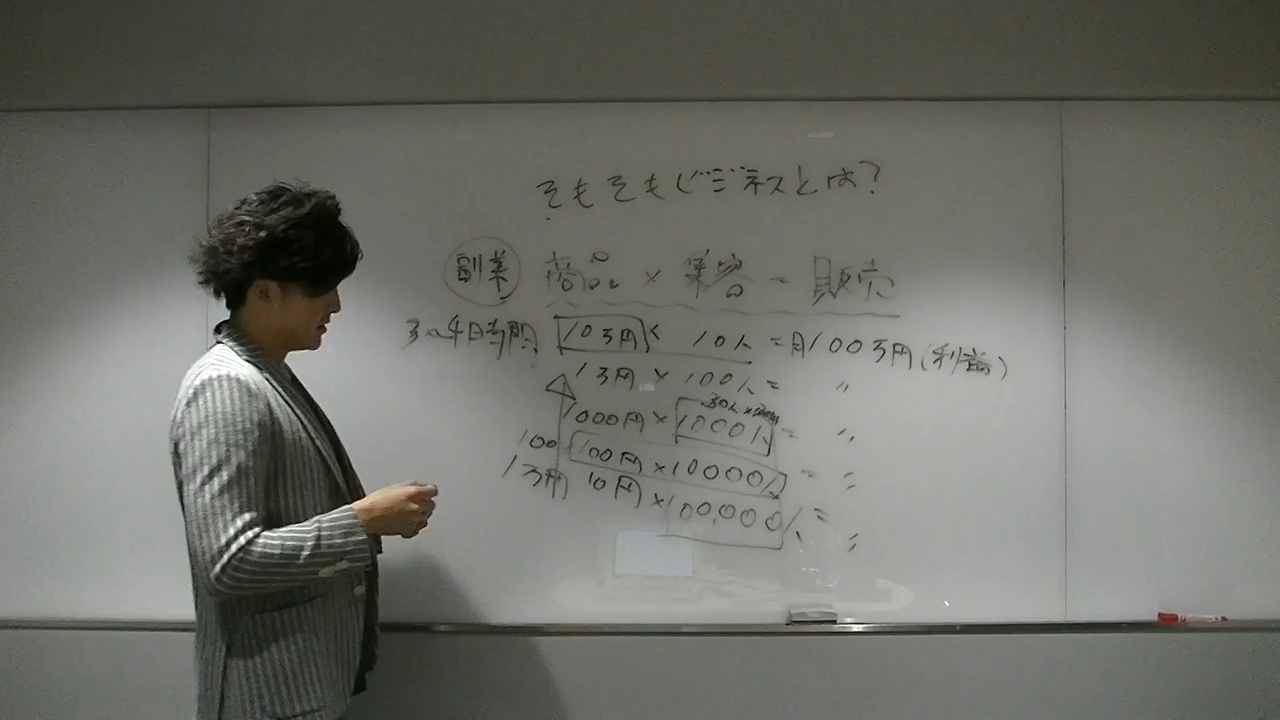 そもそもビジネスとは?
副業 商品 × 集客 = 販売
3~4日時間 10万円 × 10人 = 月100万円(利益)
1万円 × 100人 = 〃
30人×
1000円 × 1000人 = 〃
100 100円 × 10000人 = 〃
1万円 10円 × 100,000人 = 〃